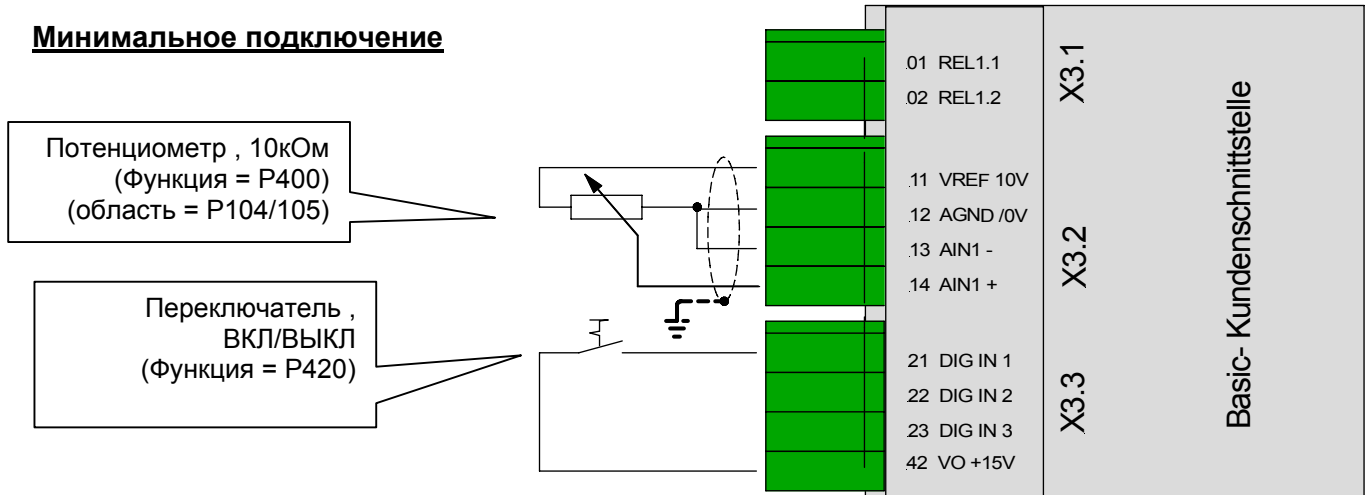 Минимальное подключение
Потенциометр , 10кОм
(Функция = P400)
(область = P104/105)
Переключатель ,
ВКЛ/ВЫКЛ
(Функция = P420)
01 REL1.1
02 REL1.2
X3.1
11 VREF 10V
12 AGND /0V
13 AIN1 -
14 AIN1 +
X3.2
21 DIG IN 1
22 DIG IN 2
23 DIG IN 3
42 VO +15V
X3.3
Basic- Kundenschnittstelle